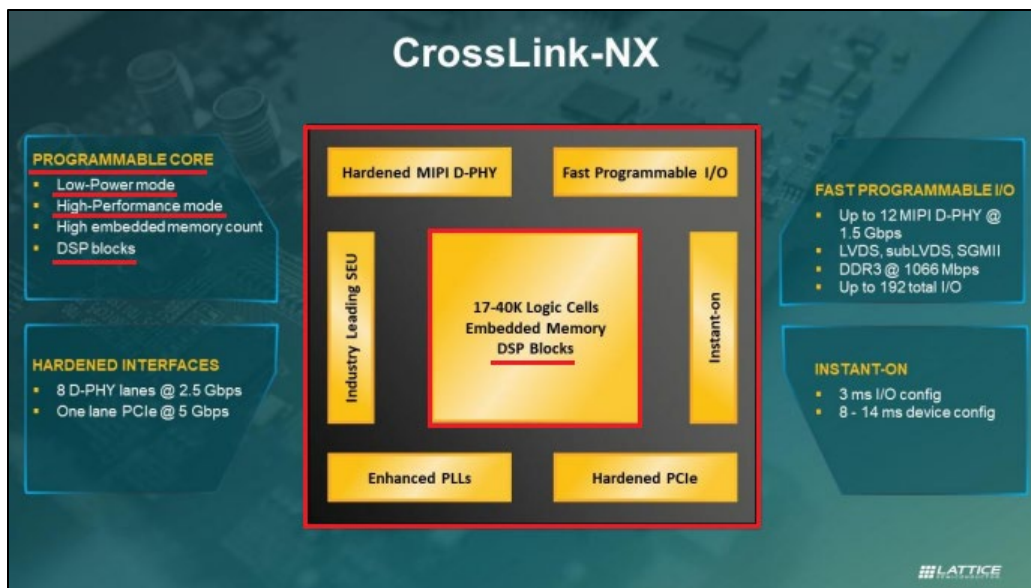 CrossLink-NX
PROGRAMMABLE CORE
▪ Low-Power mode
▪ High-Performance mode
▪ High embedded memory count
▪ DSP blocks
HARDENED INTERFACES
▪ 8 D-PHY lanes @ 2.5 Gbps
▪ One lane PCIe @ 5 Gbps
Hardened MIPI D-PHY
Fast Programmable I/O
Industry Leading SEU
17-40K Logic Cells
Embedded Memory
DSP Blocks
Instant-on
Enhanced PLLs
Hardened PCIe
FAST PROGRAMMABLE I/O
▪ Up to 12 MIPI D-PHY @
1.5 Gbps
▪ LVDS, subLVDS, SGMII
▪ DDR3 @ 1066 Mbps
▪ Up to 192 total I/O
INSTANT-ON
▪ 3 ms I/O config
▪ 8 - 14 ms device config
LATTICE
SEMICONDUCTOR